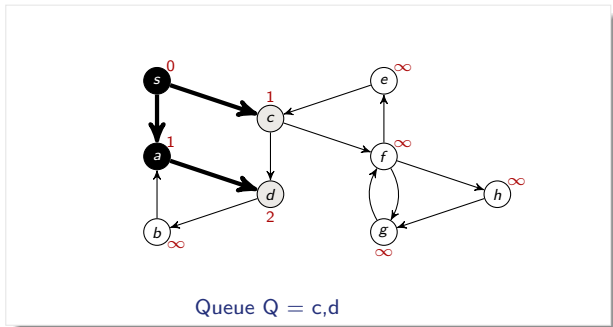 0
s
∞
e
1
c
1
a
∞
f
d
2
∞
h
b
∞
g
∞
Queue Q = c,d